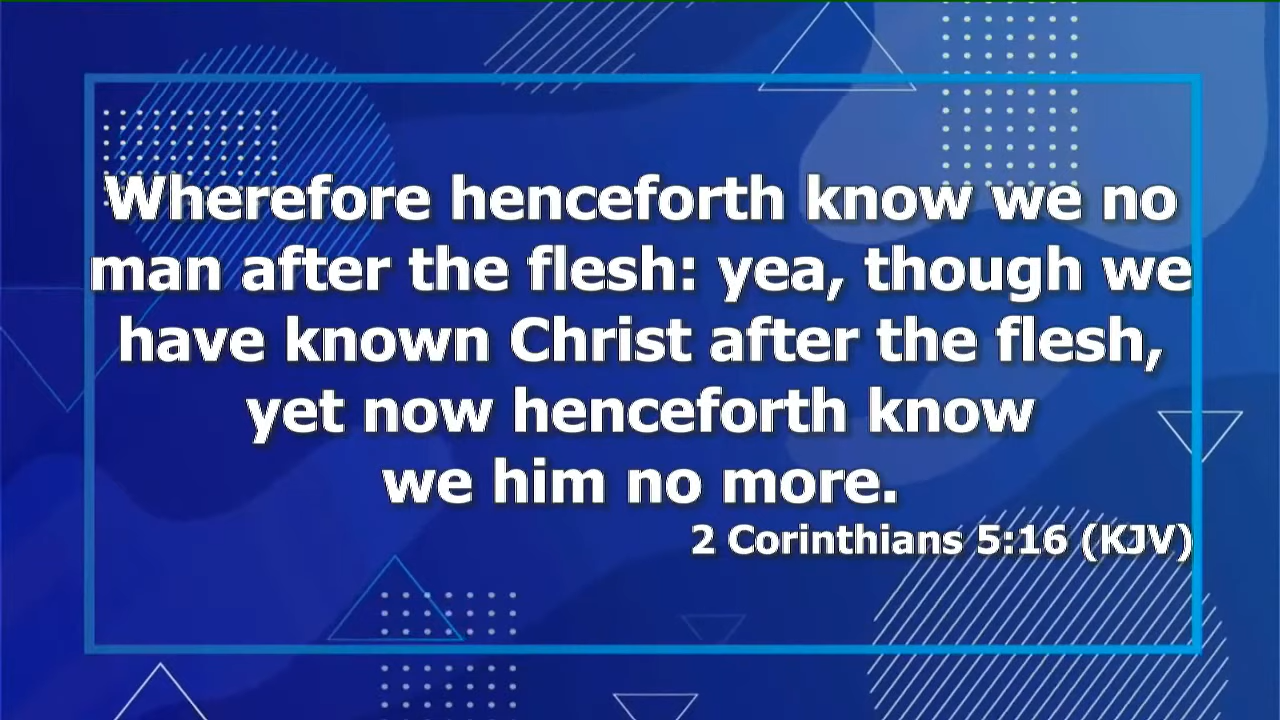 Wherefore henceforth know we no
man after the flesh: yea, though we
have known Christ after the flesh,
yet now henceforth know
we him no more.
2 Corinthians 5:16 (KJV)